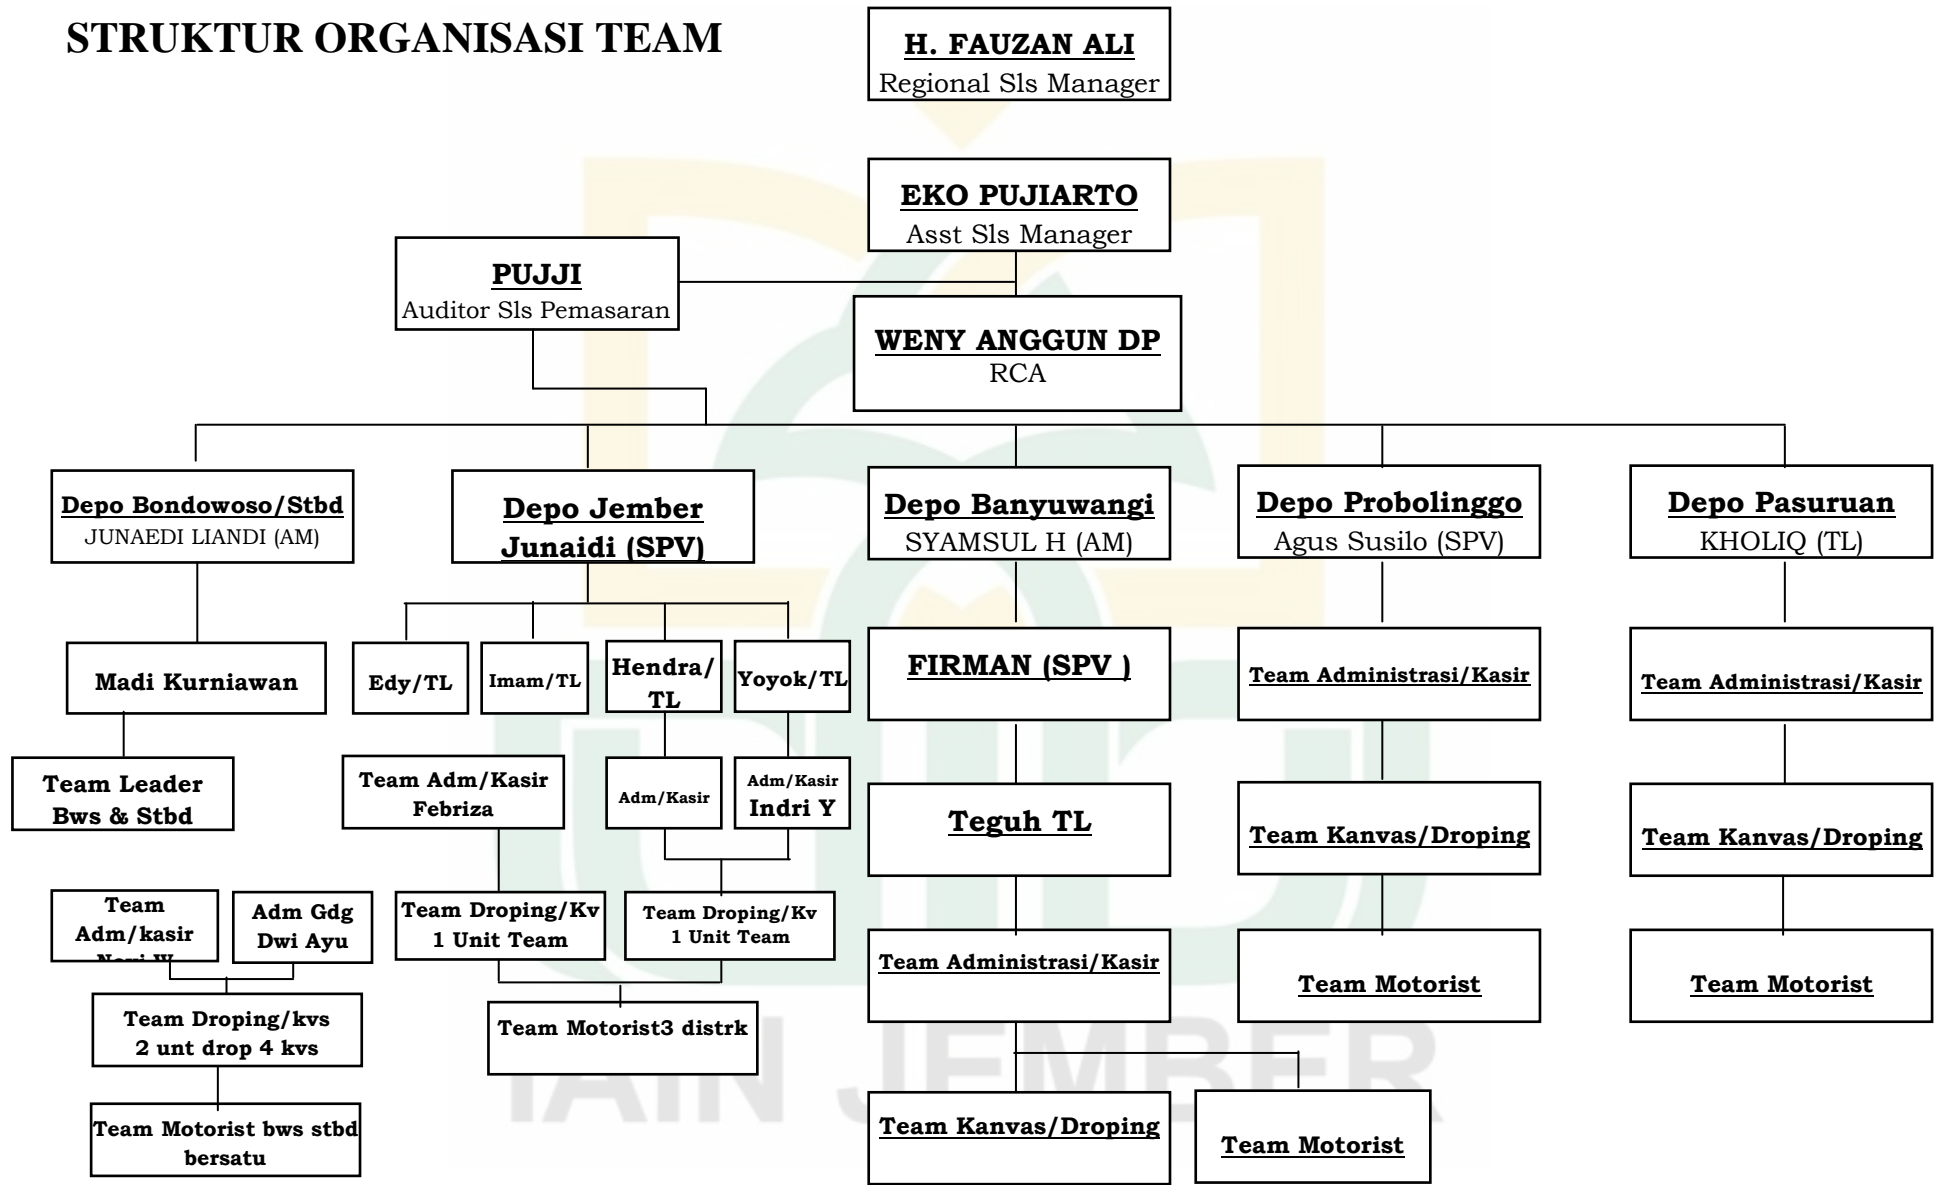 STRUKTUR ORGANISASI TEAM
H. FAUZAN ALI
Regional Sls Manager
EKO PUJIARTO
Asst Sls Manager
PUJJI
Auditor Sls Pemasaran
WENY ANGGUN DP
RCA
Depo Bondowoso/Stbd
JUNAEDI LIANDI (AM)
Depo Jember
Junaidi (SPV)
Depo Banyuwangi
SYAMSUL H (AM)
Depo Probolinggo
Agus Susilo (SPV)
Depo Pasuruan
KHOLIQ (TL)
Madi Kurniawan
Edy/TL
Imam/TL
Hendra/
TL
Yoyok/TL
FIRMAN (SPV )
Team Administrasi/Kasir
Team Administrasi/Kasir
Team Leader
Bws & Stbd
Team Adm/Kasir
Febriza
Adm/Kasir
Adm/Kasir
Indri Y
Teguh TL
Team Kanvas/Droping
Team Kanvas/Droping
Team
Adm/kasir
Adm Gdg
Dwi Ayu
Team Droping/Kv
1 Unit Team
Team Droping/Kv
1 Unit Team
Team Administrasi/Kasir
Team Motorist
Team Motorist
Team Droping/kvs
2 unt drop 4 kvs
Team Motorist3 distrk
Team Motorist bws stbd
bersatu
Team Kanvas/Droping
Team Motorist
IAIN JEMBER